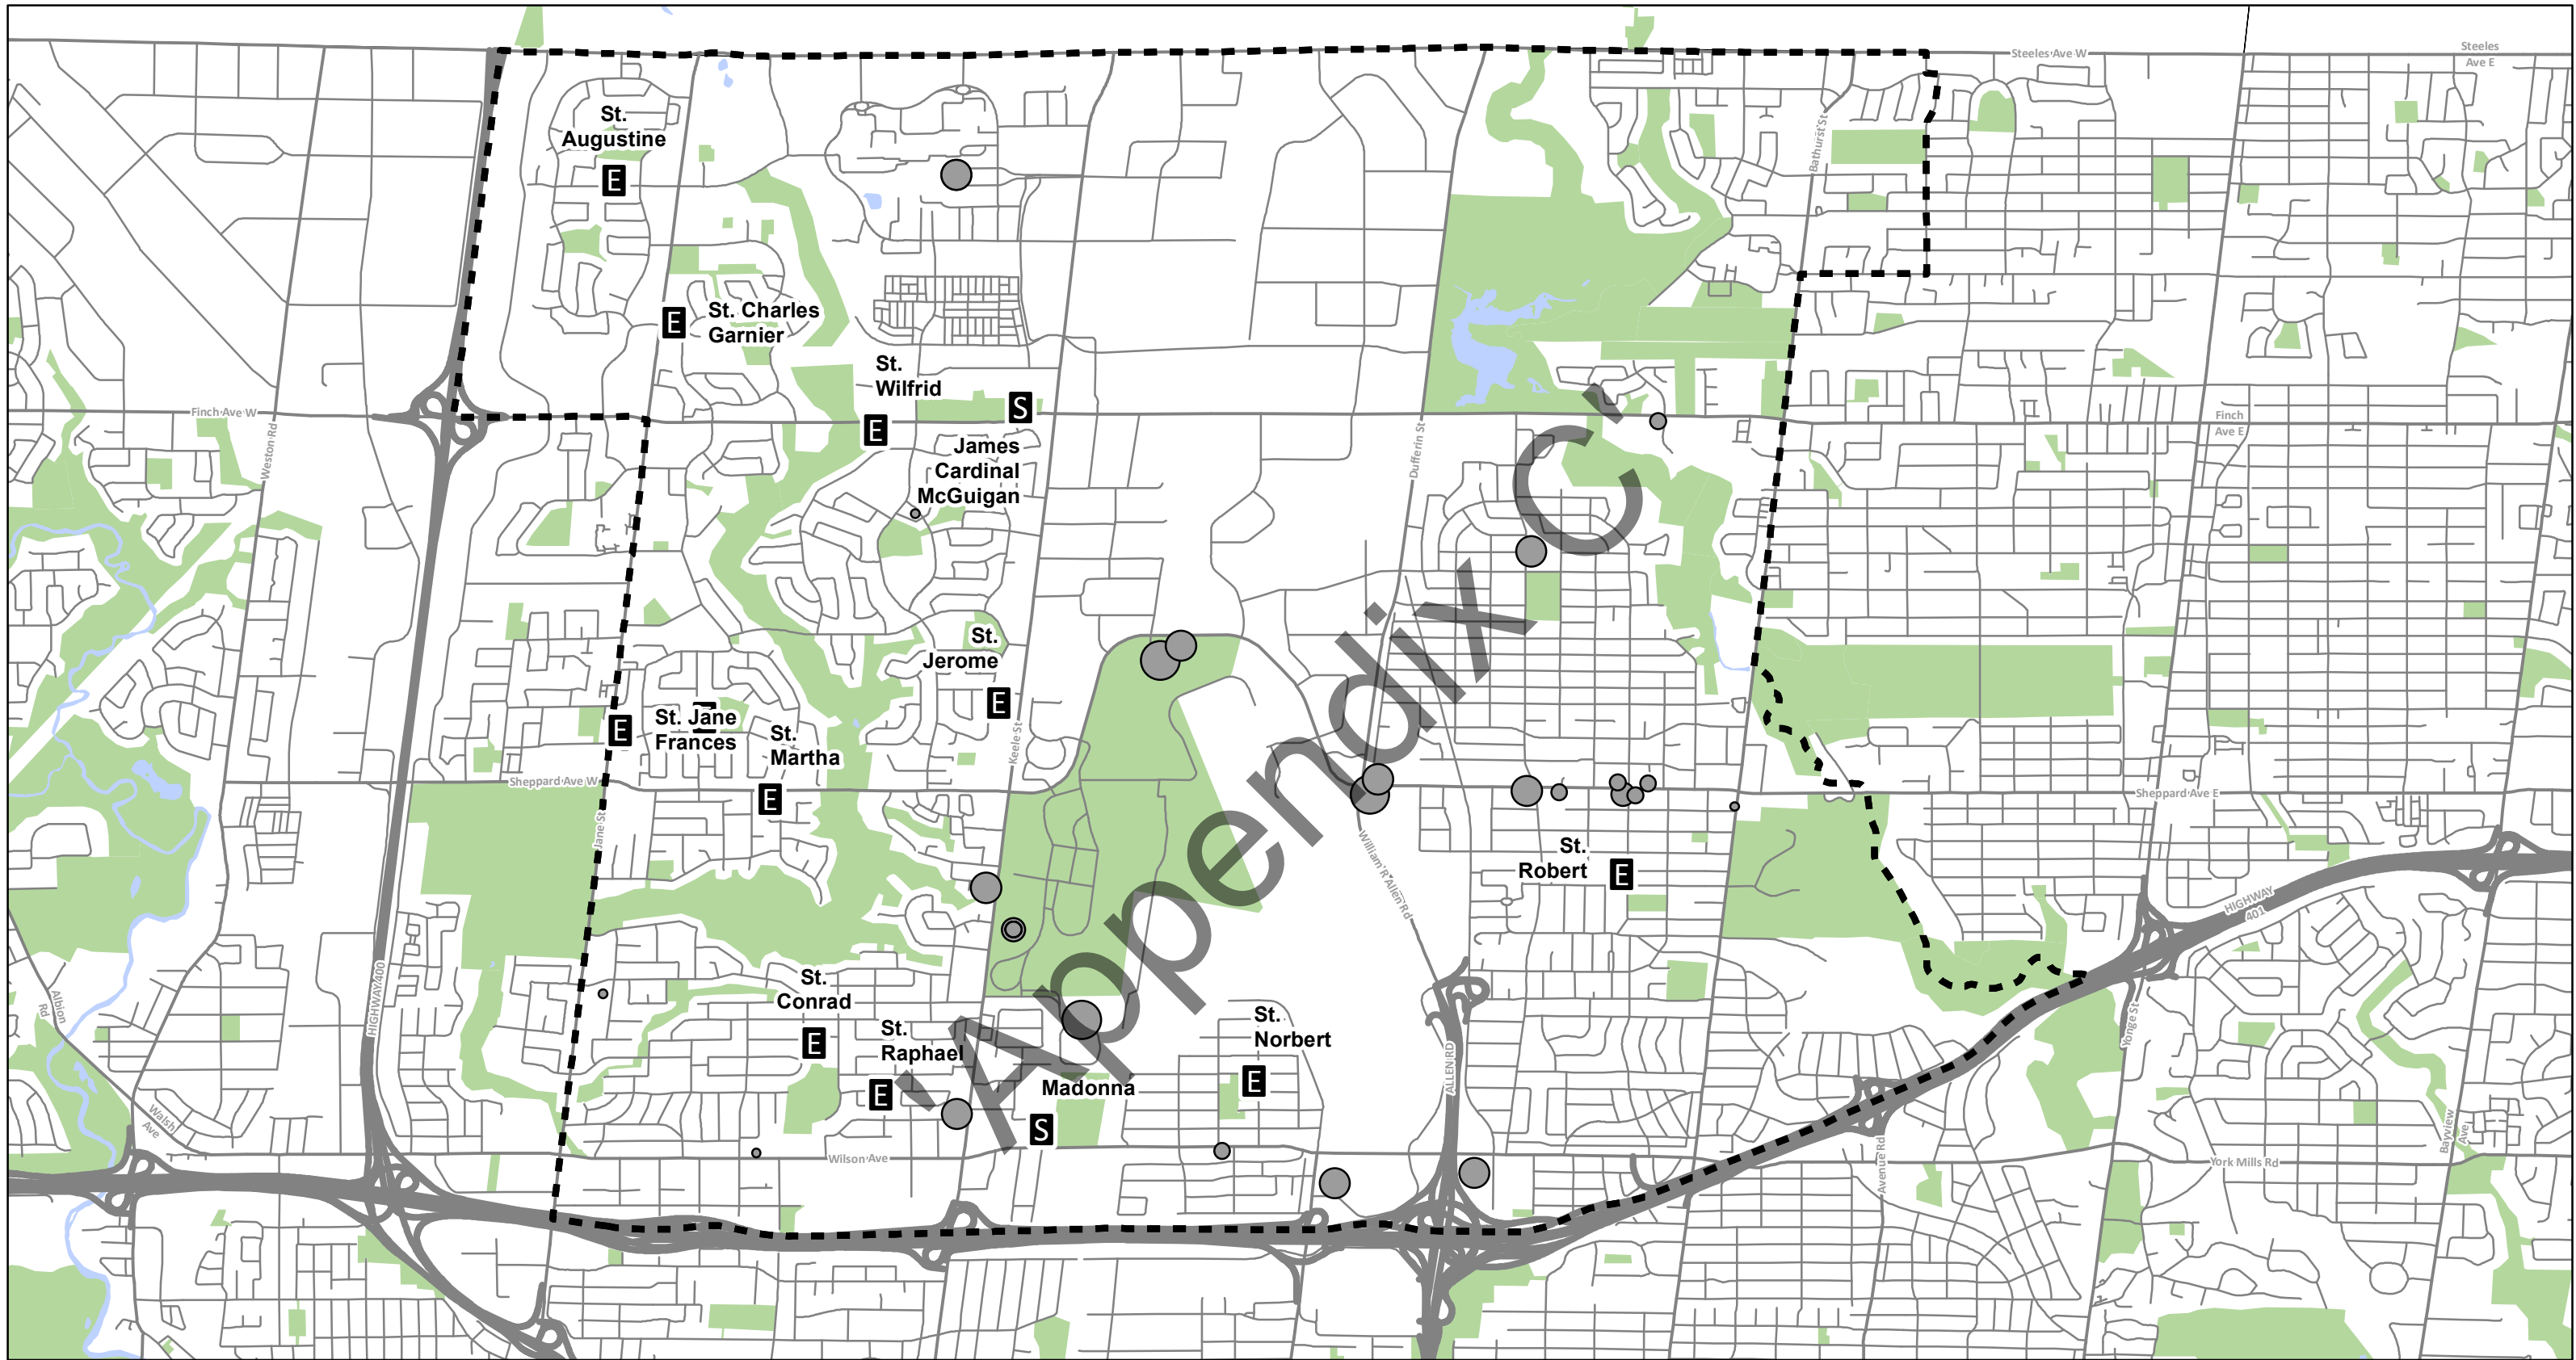 Steeles Ave W
Steeles
Ave E
St.
Augustine
E
Bathurst St
E
St. Charles
Garnier
St.
Wilfrid
S
E
Finch Ave W
Weston Rd
Finch
Ave E
Dufferin St
James
Cardinal
McGuigan
St.
Jerome
E
Keele St
E
St. Jane
Frances
St.
Martha
E
Sheppard Ave W
Sheppard Ave E
Jane St
William R Allen Rd
St.
Robert
E
HIGHWAY
401
HIGHWAY 400
Albion
Rd
St.
Conrad
E
St.
Raphael
E
Madonna
S
St.
Norbert
E
ALLEN RD
Yonge St
Walsh
Ave
Wilson Ave
Avenue Rd
Bayview
Ave
York Mills Rd
'Appendix C'